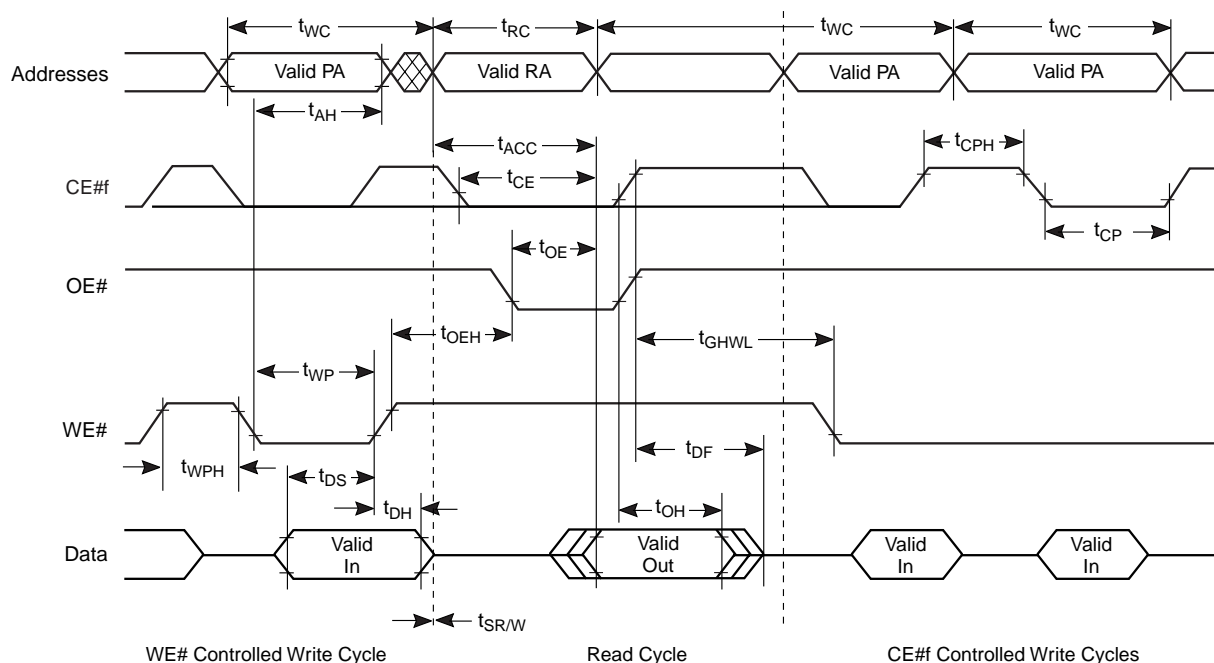 tWC
tRC
tWC
tWC
Addresses
Valid PA
Valid RA
Valid PA
Valid PA
tAH
tACC
tCPH
CE#f
tCE
tCP
tOE
OE#
tOEH
tGHWL
tWP
WE#
tWPH
tDS
tDF
tDH
tOH
Data
Valid
In
Valid
Out
Valid
In
Valid
In
tSR/W
WE# Controlled Write Cycle
Read Cycle
CE#f Controlled Write Cycles